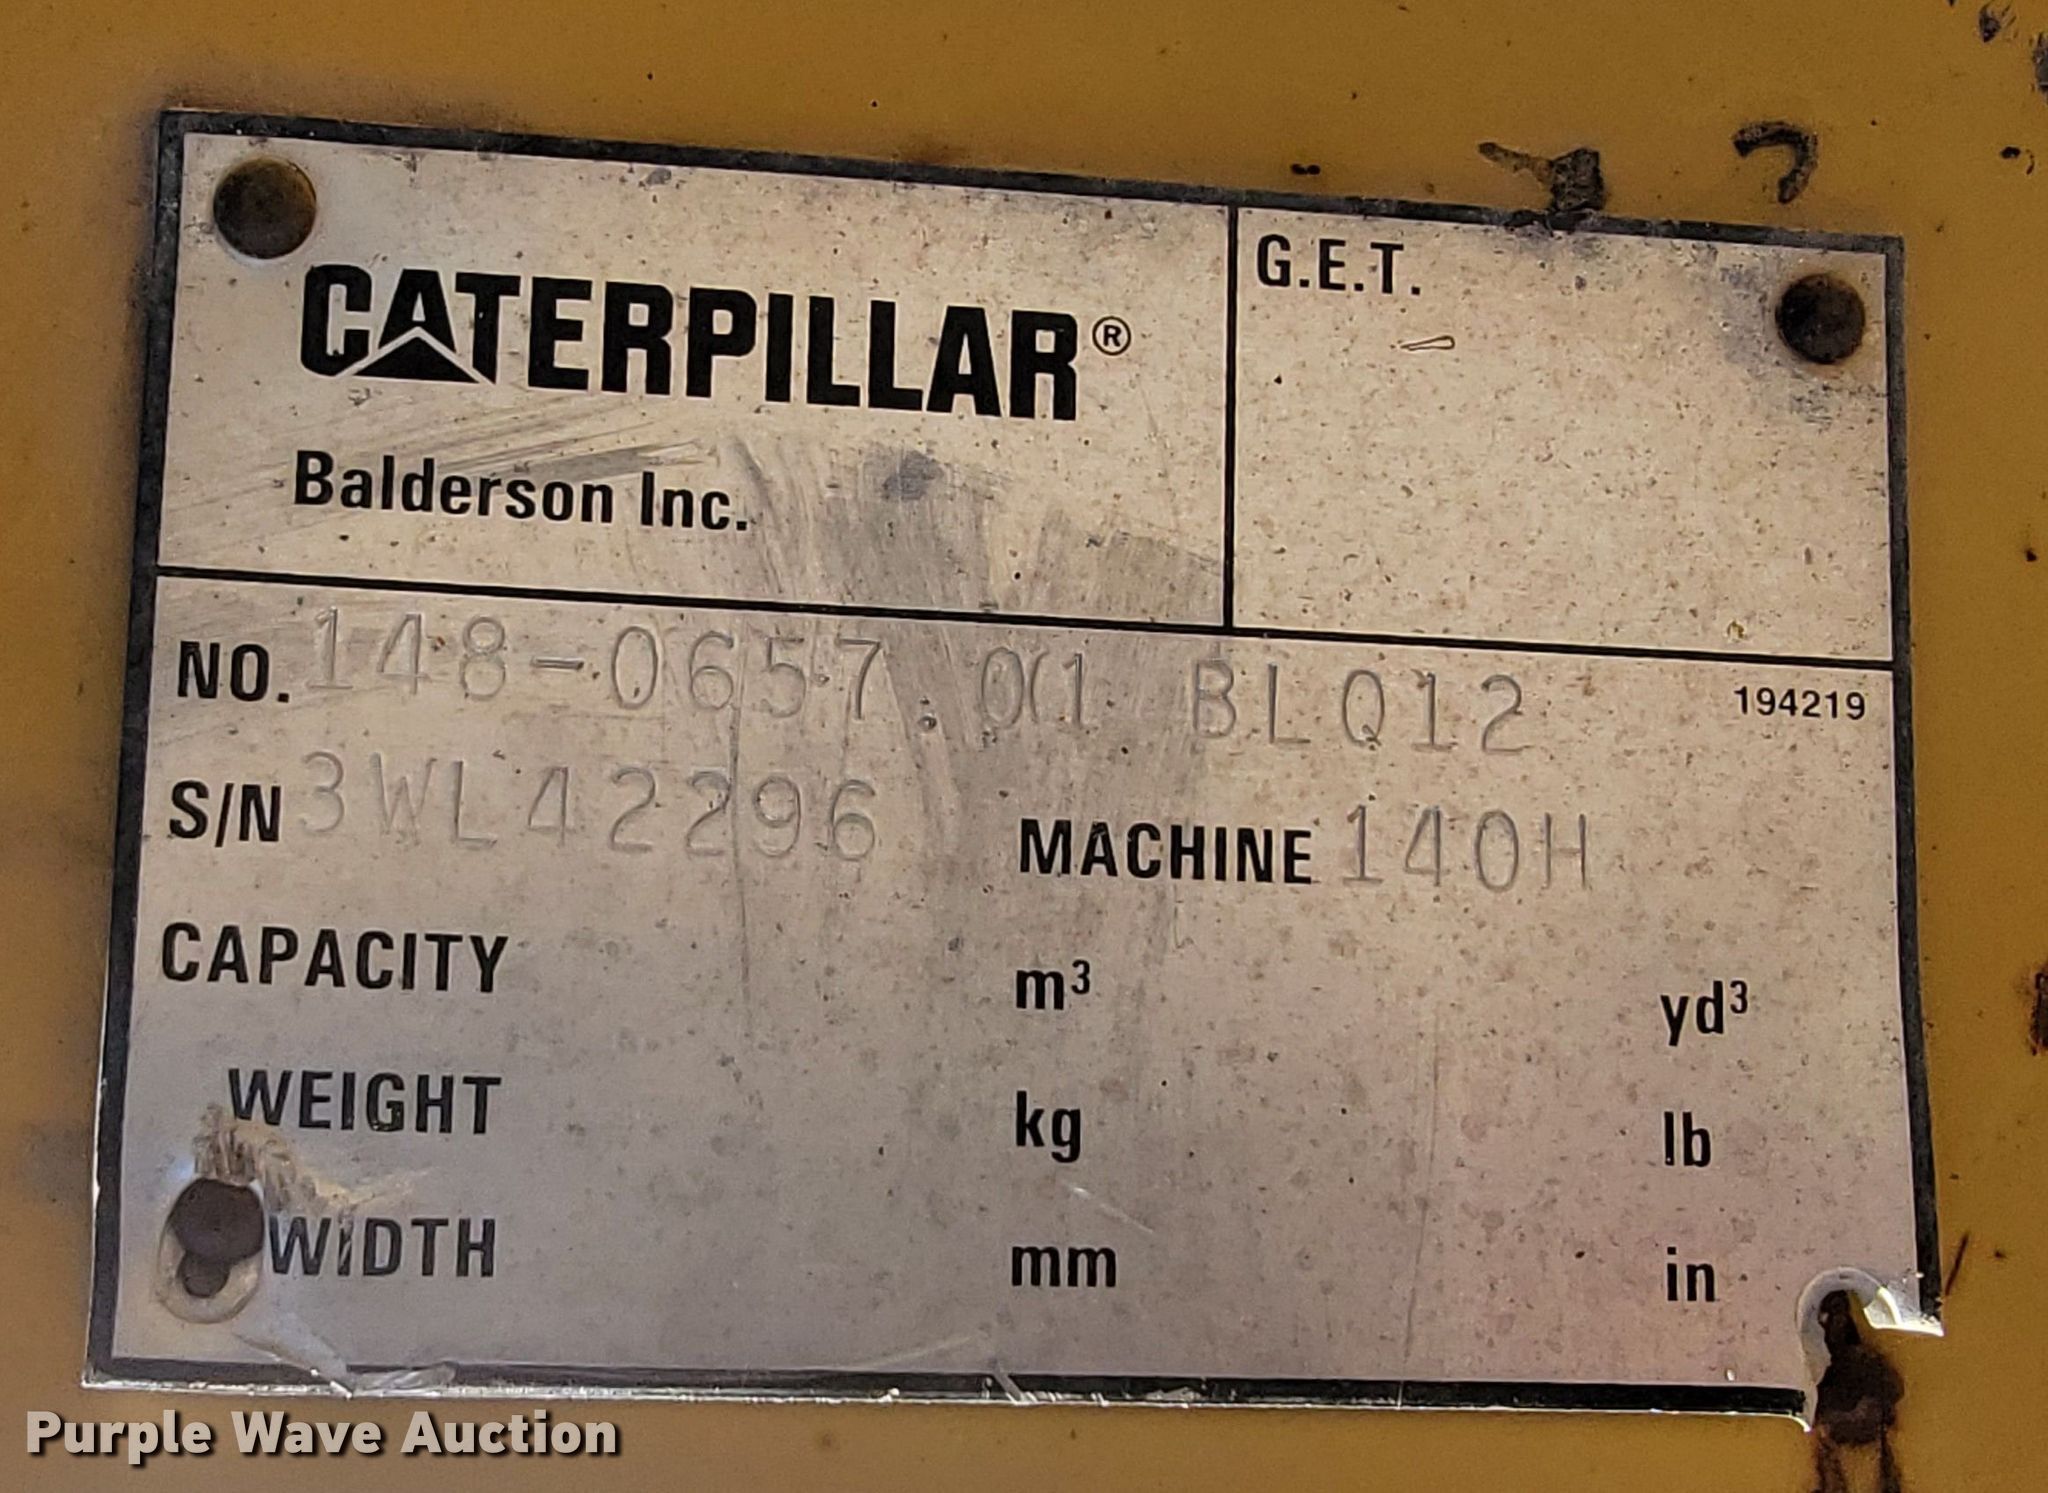 CATERPILLAR®
Balderson Inc.
G.E.T.
NO. 148-0657.01 BLQ12
194219
S/N 3WL42296 MACHINE 140H
CAPACITY m³ yd³
WEIGHT kg lb
WIDTH mm in
Purple Wave Auction